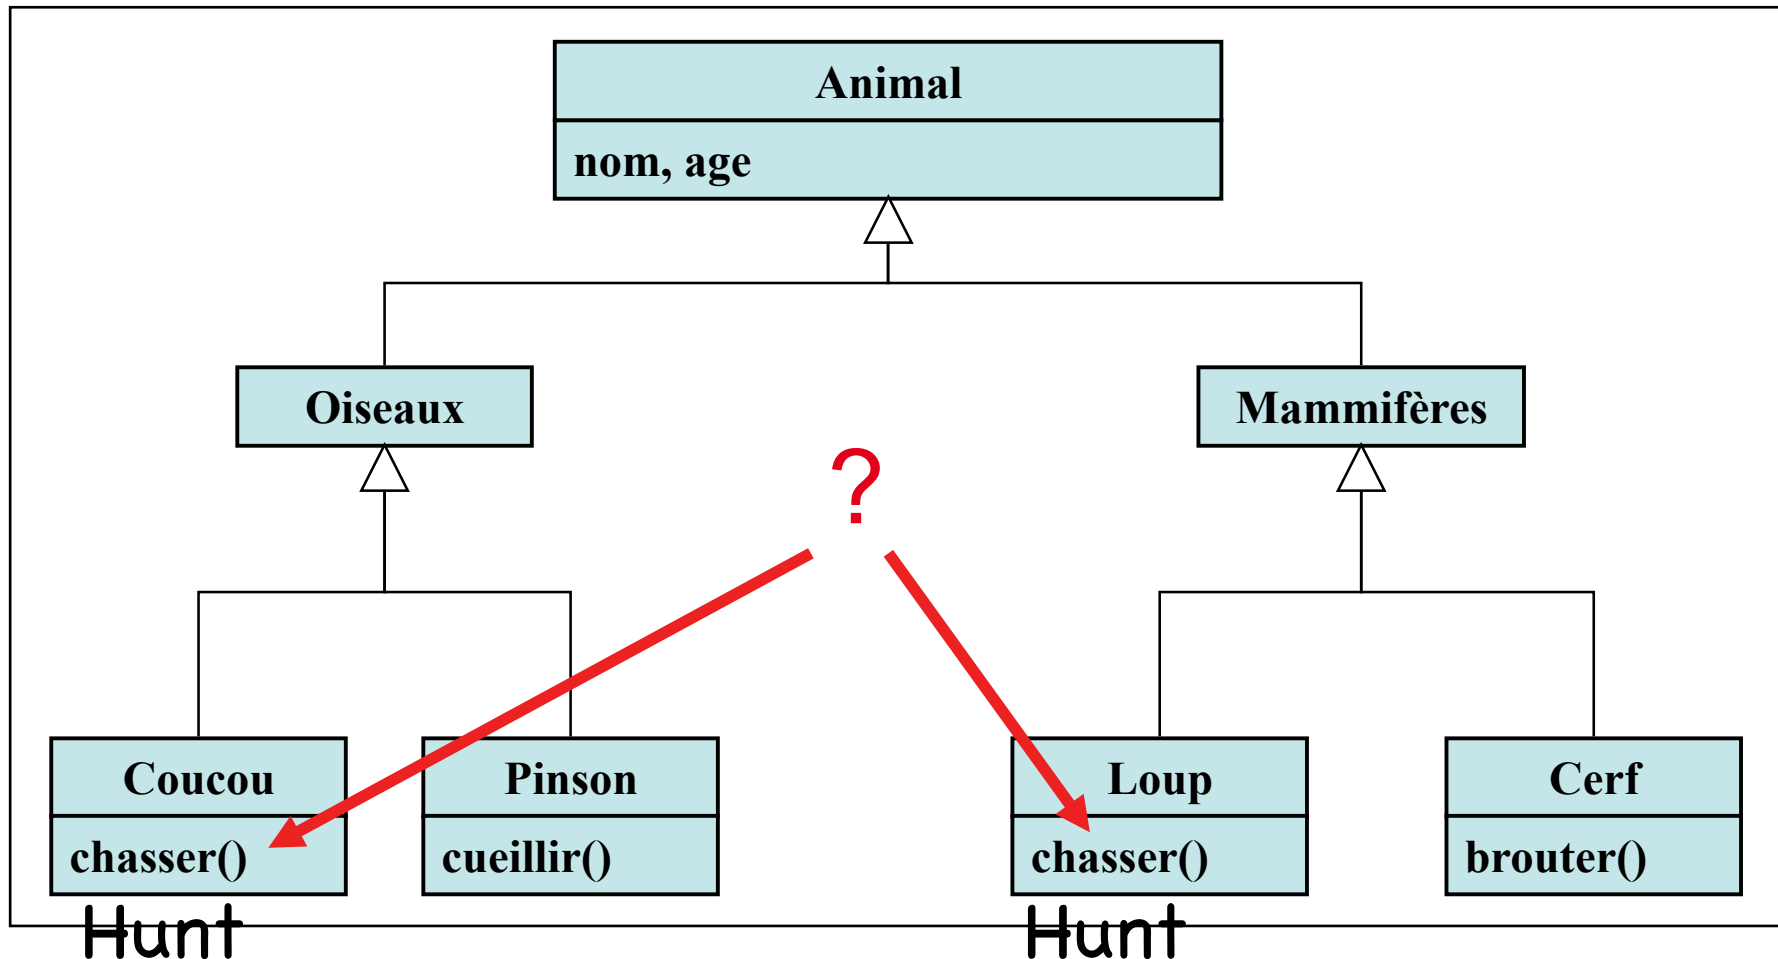 Animal
nom, age
Oiseaux
Mammifères
?
Coucou
chasser()
Pinson
cueillir()
Loup
chasser()
Cerf
brouter()
Hunt
Hunt